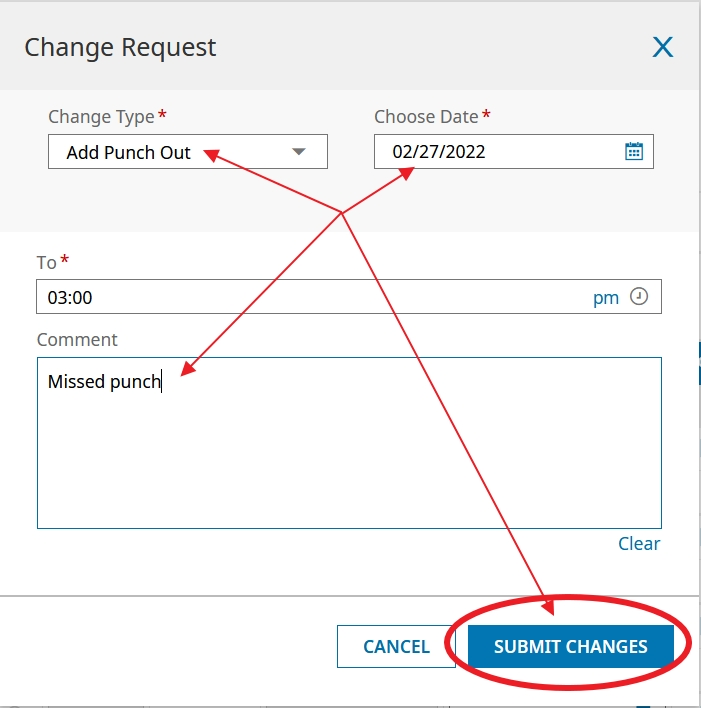 Change Request
Change Type * Choose Date *
Add Punch Out 02/27/2022
To *
03:00 pm
Comment
Missed punch
Clear
CANCEL SUBMIT CHANGES